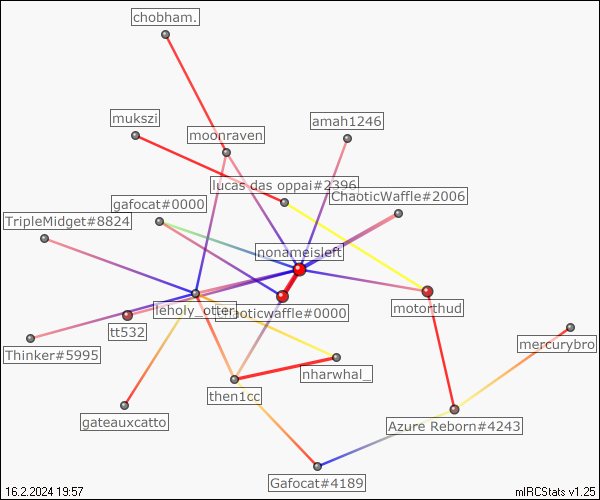 chobham.
mukszi
amah1246
moonraven
lucas das oppai#2396
ChaoticWaffle#2006
gafocat#0000
TripleMidget#8824
nonameisleft
leholy_otter
chaoticwaffle#0000
motorthud
tt532
mercurybro
Thinker#5995
nharwhal_
then1cc
gateauxcatto
Azure Reborn#4243
Gafocat#4189
16.2.2024 19:57
mIRCStats v1.25